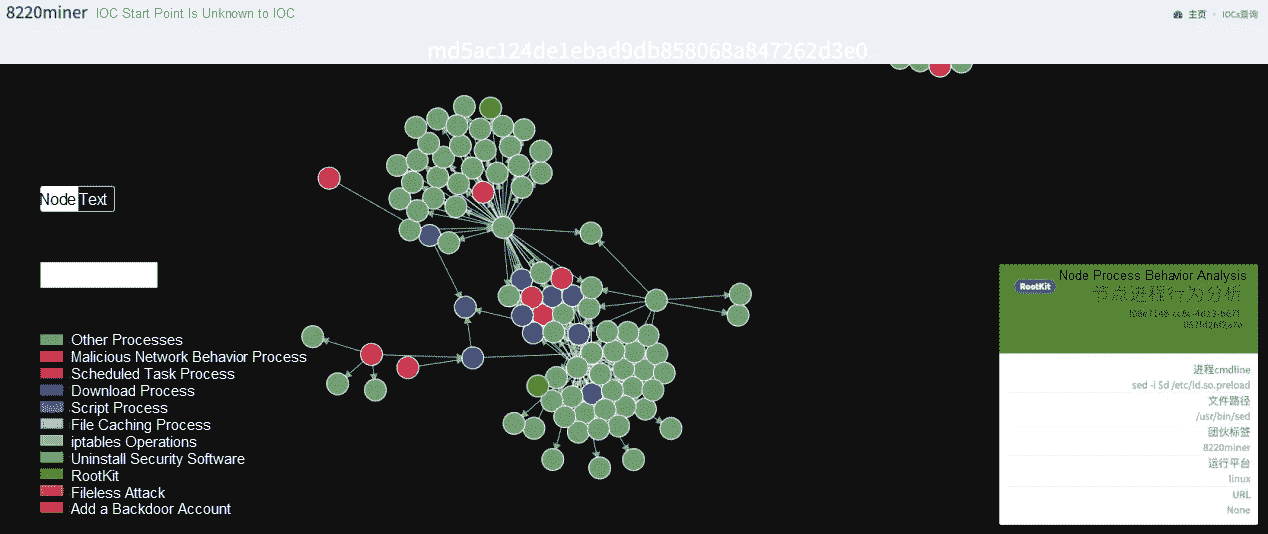 8220miner IOC Start Point Is Unknown to IOC
主页 > IOCs查询
md5ac124de1ebad9db858068a847262d3e0
Node Text
Other Processes
Malicious Network Behavior Process
Scheduled Task Process
Download Process
Script Process
File Caching Process
iptables Operations
Uninstall Security Software
RootKit
Fileless Attack
Add a Backdoor Account
Node Process Behavior Analysis
RootKit
节点进程行为分析
进程cmdline
sed -i $d /etc/ld.so.preload
文件路径
/usr/bin/sed
团伙标签
8220miner
运行平台
linux
URL
None